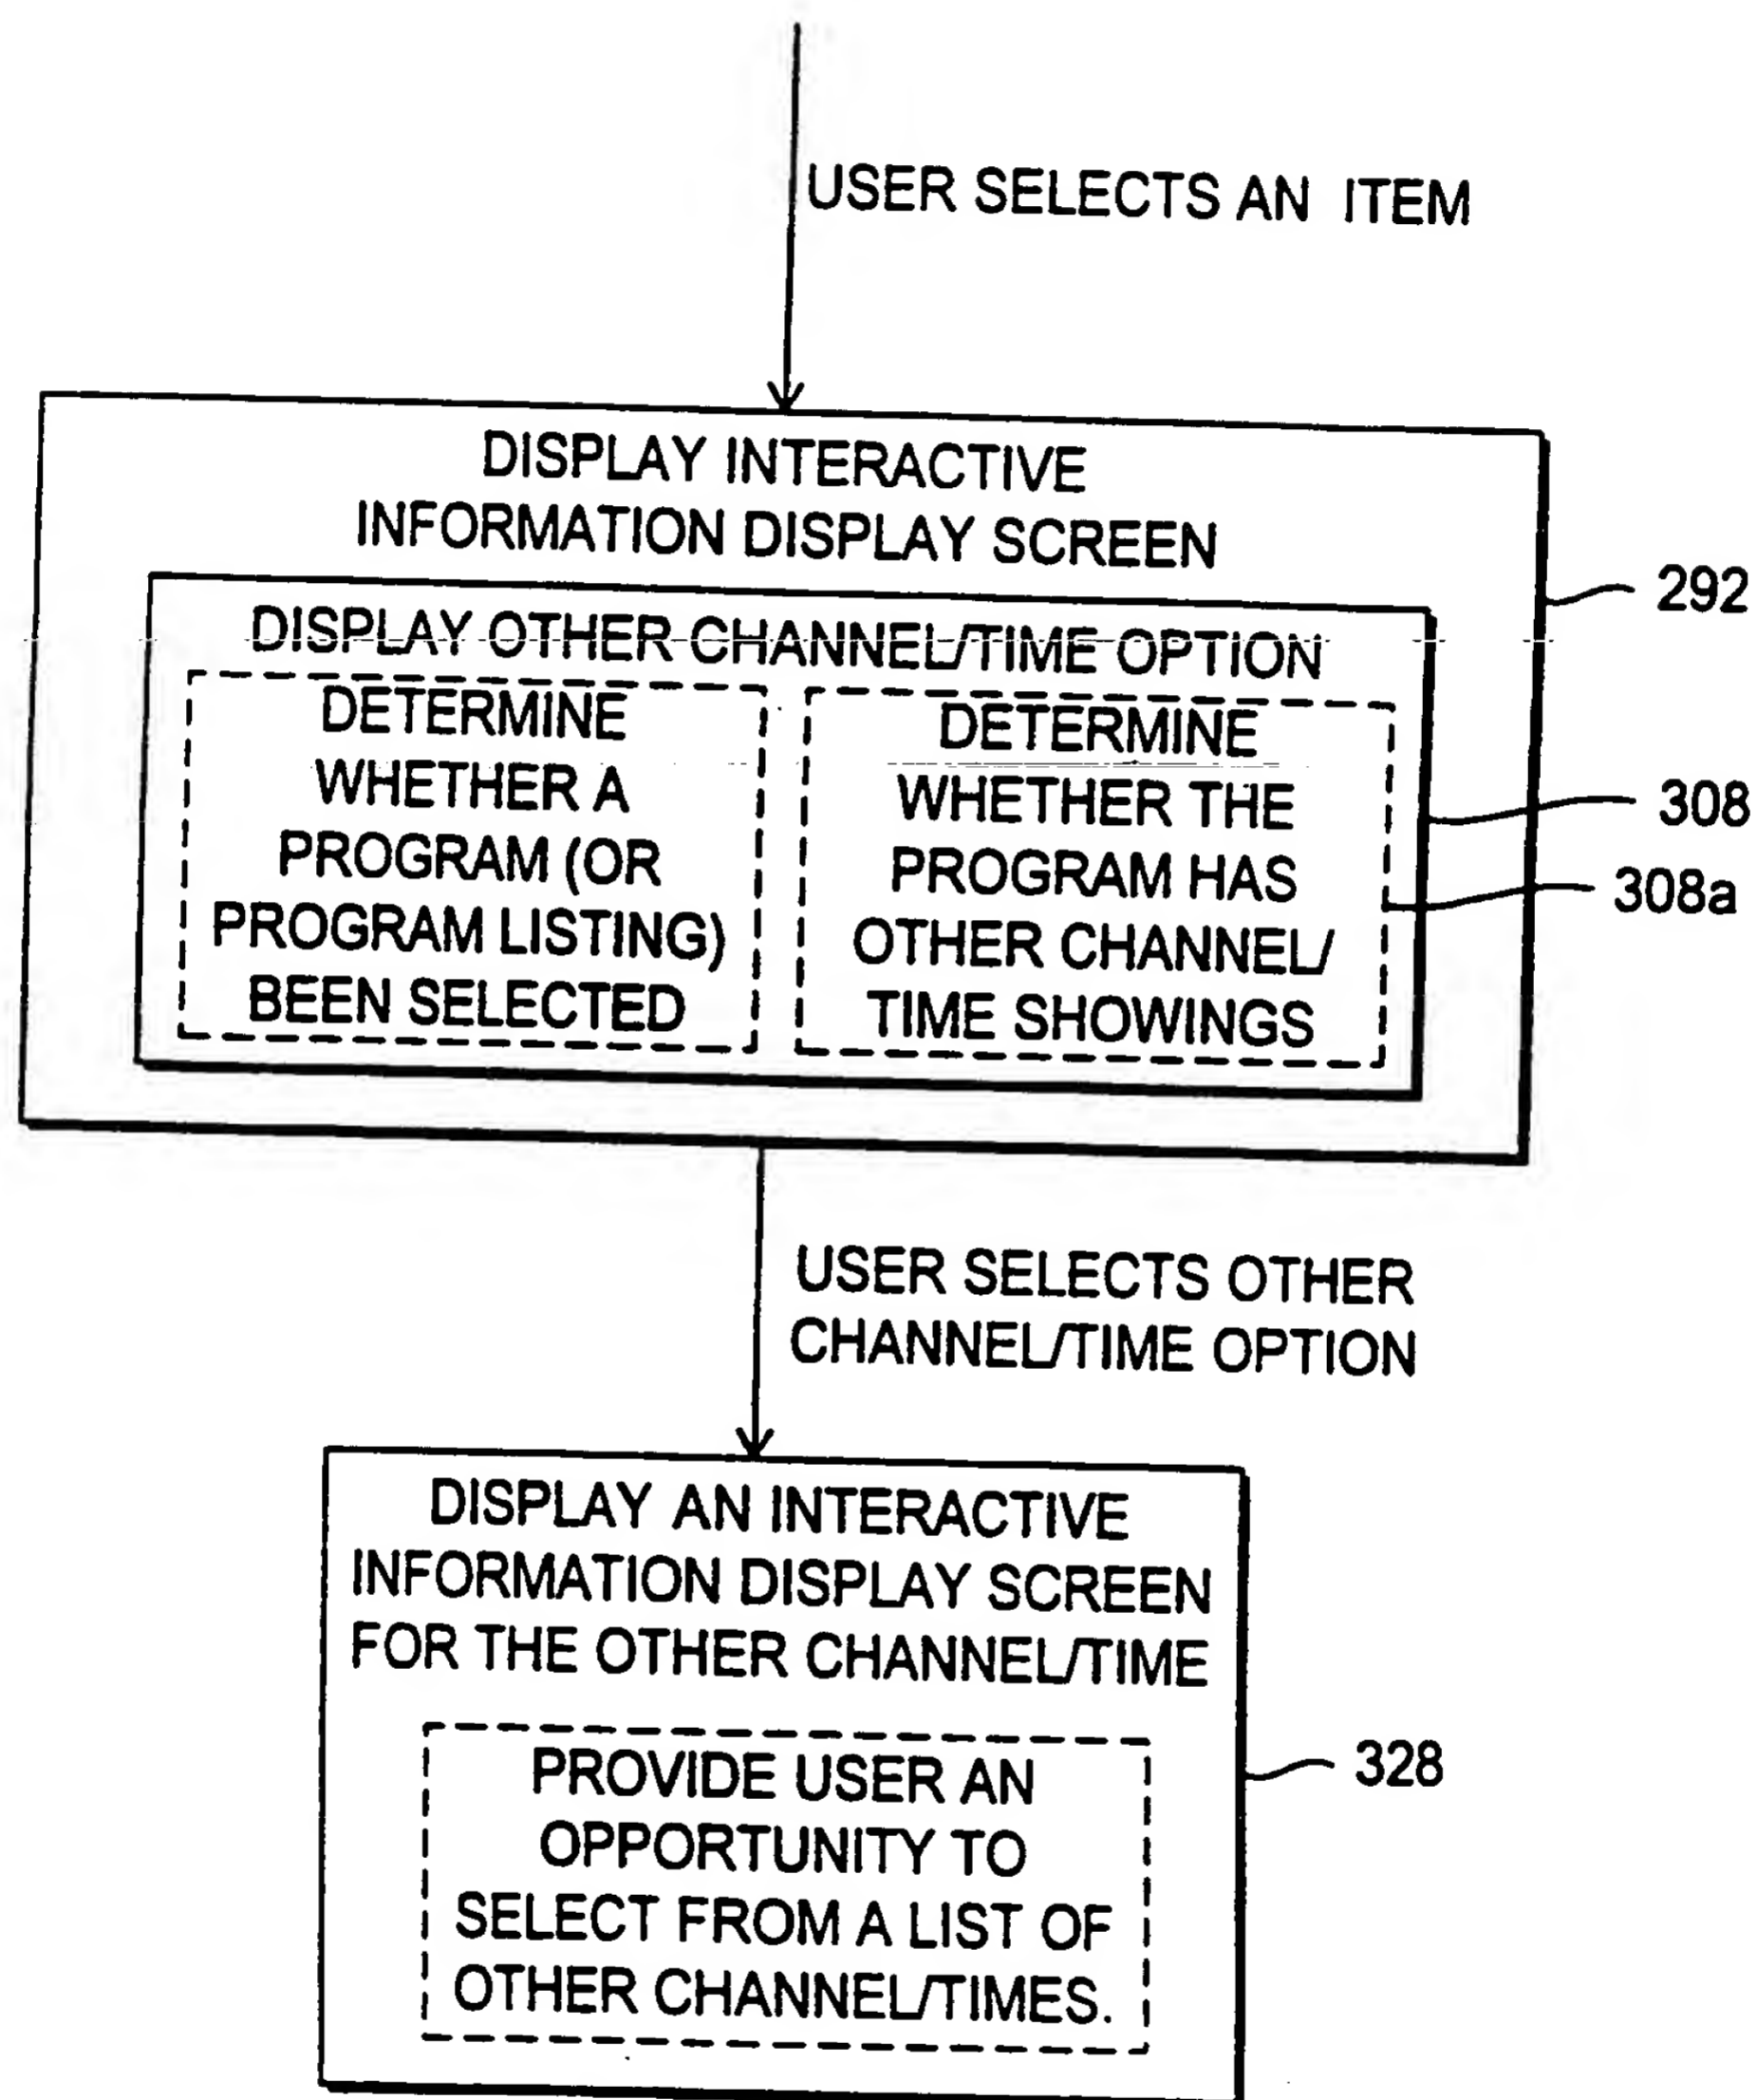 USER SELECTS AN ITEM
DISPLAY INTERACTIVE
INFORMATION DISPLAY SCREEN
292
DISPLAY OTHER CHANNEL/TIME OPTION
DETERMINE
WHETHER A
PROGRAM (OR
PROGRAM LISTING)
BEEN SELECTED
DETERMINE
WHETHER THE
PROGRAM HAS
OTHER CHANNEL/
TIME SHOWINGS
308
308a
USER SELECTS OTHER
CHANNEL/TIME OPTION
DISPLAY AN INTERACTIVE
INFORMATION DISPLAY SCREEN
FOR THE OTHER CHANNEL/TIME
PROVIDE USER AN
OPPORTUNITY TO
SELECT FROM A LIST OF
OTHER CHANNEL/TIMES.
328